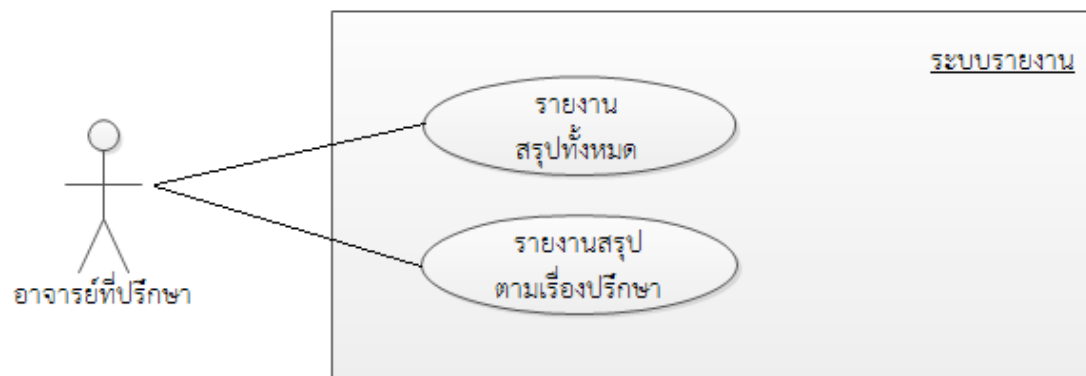 ระบบรายงาน
รายงาน
สรุปทั้งหมด
รายงานสรุป
ตามเรื่องปรึกษา
อาจารย์ที่ปรึกษา